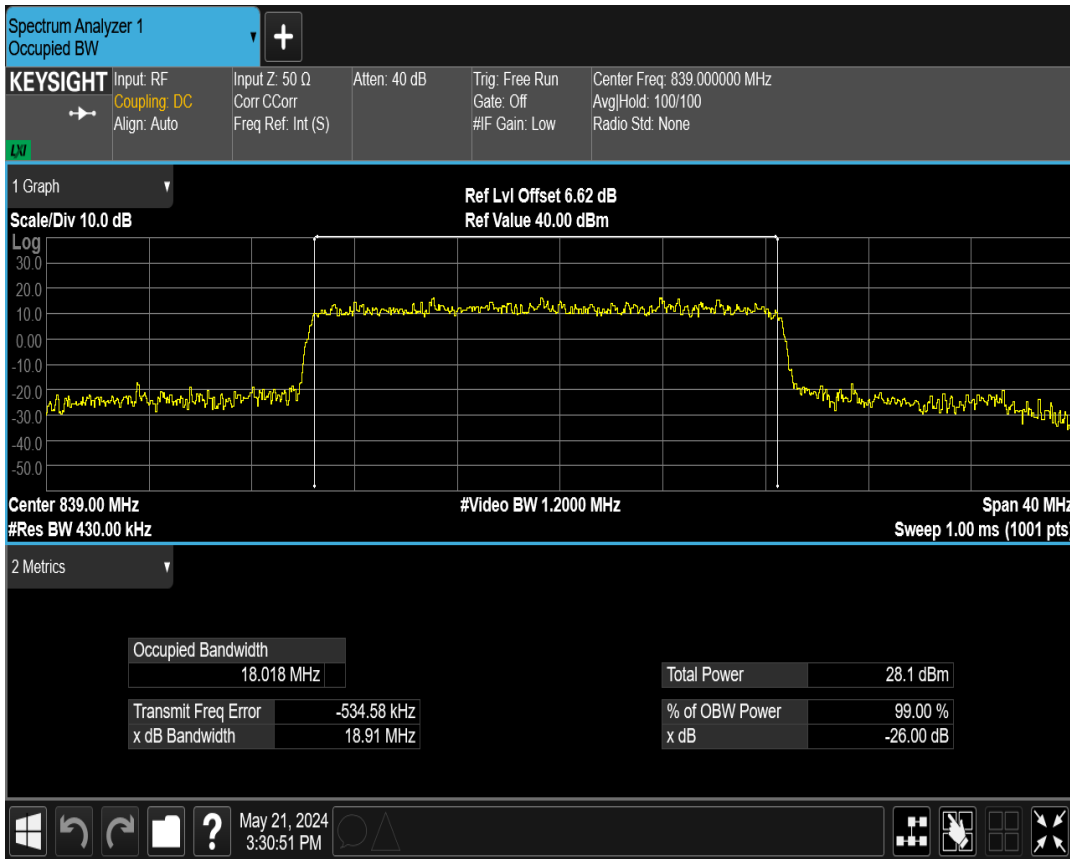 Spectrum Analyzer 1
Occupied BW
KEYSIGHT
Input: RF
Coupling: DC
Align: Auto
Input Z: 50 Ω
Corr CCorr
Freq Ref: Int (S)
Atten: 40 dB
Trig: Free Run
Gate: Off
#IF Gain: Low
Center Freq: 839.000000 MHz
Avg|Hold: 100/100
Radio Std: None
LXI
1 Graph
Scale/Div 10.0 dB
Ref Lvl Offset 6.62 dB
Ref Value 40.00 dBm
Log
30.0
20.0
10.0
0.00
-10.0
-20.0
-30.0
-40.0
-50.0
Center 839.00 MHz
#Video BW 1.2000 MHz
Span 40 MHz
#Res BW 430.00 kHz
Sweep 1.00 ms (1001 pts)
2 Metrics
Occupied Bandwidth
18.018 MHz
Total Power 28.1 dBm
Transmit Freq Error -534.58 kHz
% of OBW Power 99.00 %
x dB Bandwidth 18.91 MHz
x dB -26.00 dB
?
May 21, 2024
3:30:51 PM